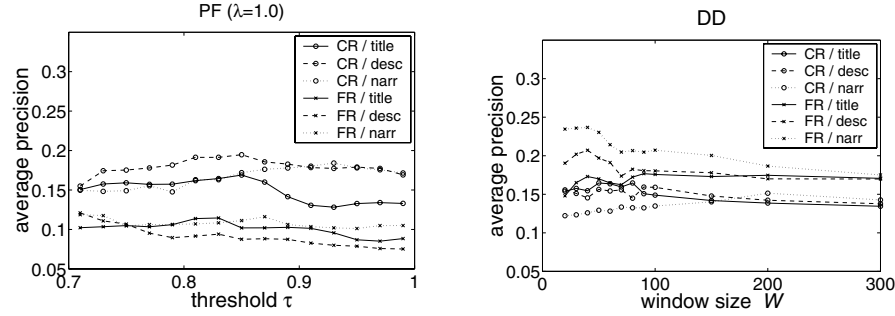 PF (λ=1.0)
average precision
0.3
0.25
0.2
0.15
0.1
0.05
CR / title
CR / desc
CR / narr
FR / title
FR / desc
FR / narr
0.7
0.8
0.9
1
threshold τ
DD
average precision
0.3
0.25
0.2
0.15
0.1
0.05
CR / title
CR / desc
CR / narr
FR / title
FR / desc
FR / narr
0
100
200
300
window size W